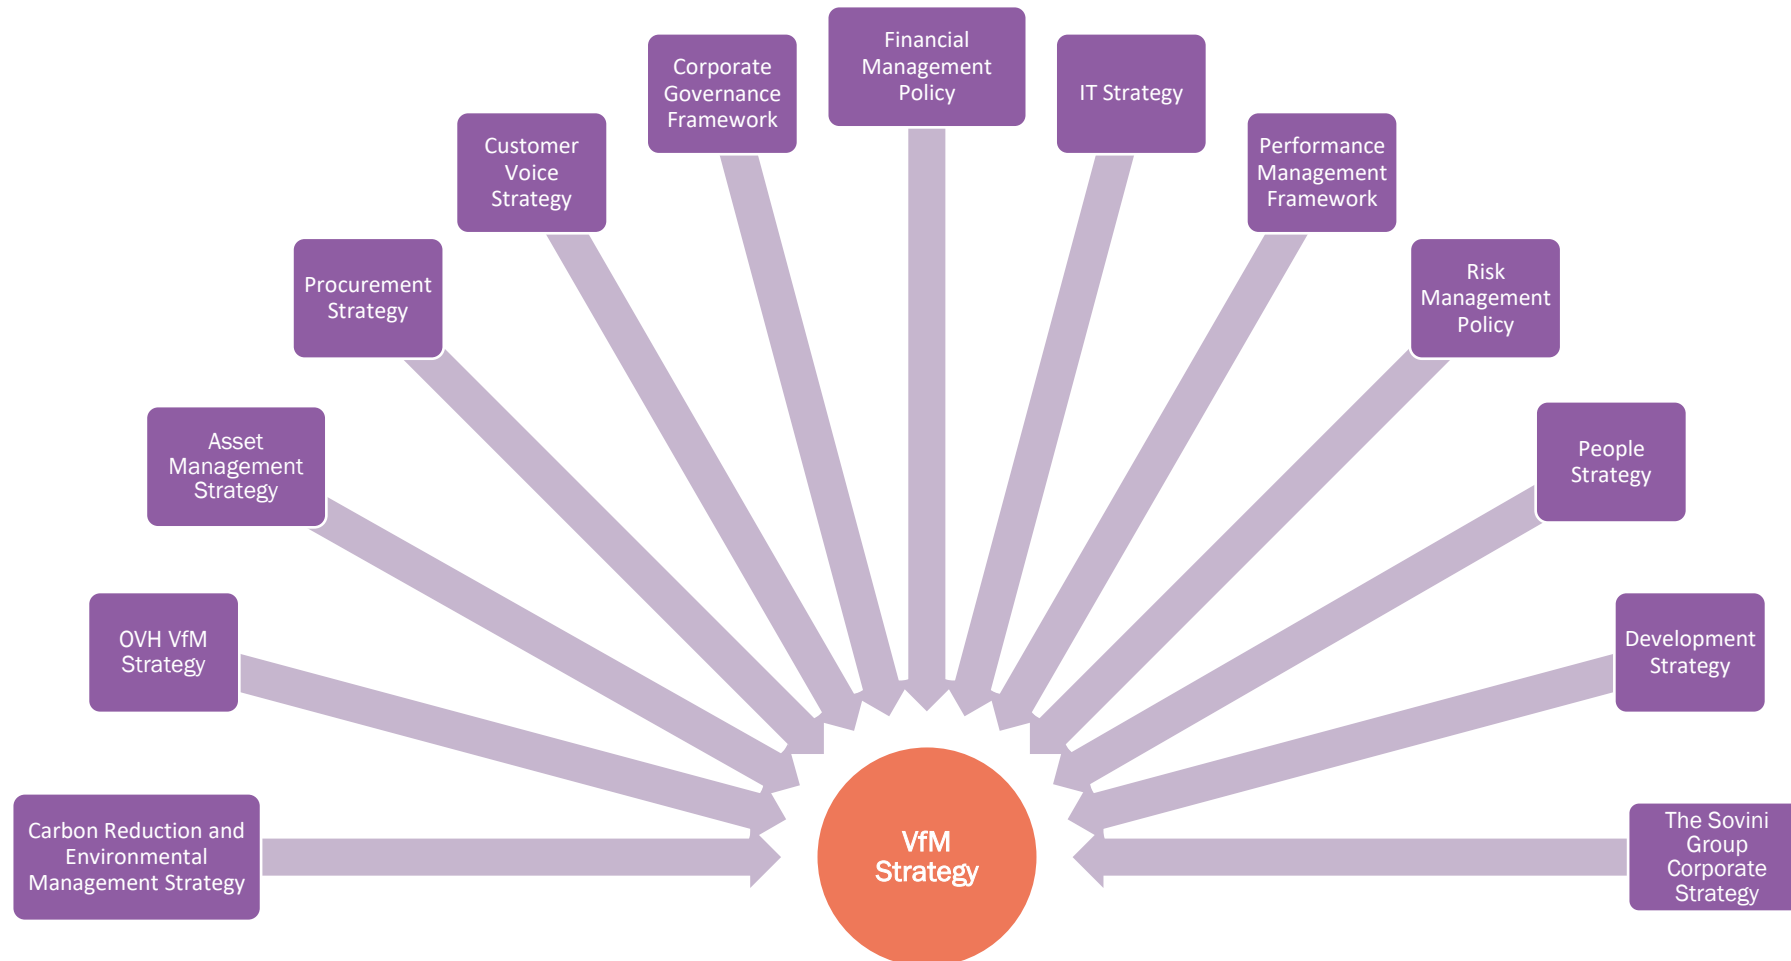 Financial
Management
Policy
Corporate
Governance
Framework
IT Strategy
Customer
Voice
Strategy
Performance
Management
Framework
Procurement
Strategy
Risk
Management
Policy
Asset
Management
Strategy
People
Strategy
OVH VfM
Strategy
Development
Strategy
Carbon Reduction and
Environmental
Management Strategy
VfM
Strategy
The Sovini
Group
Corporate
Strategy